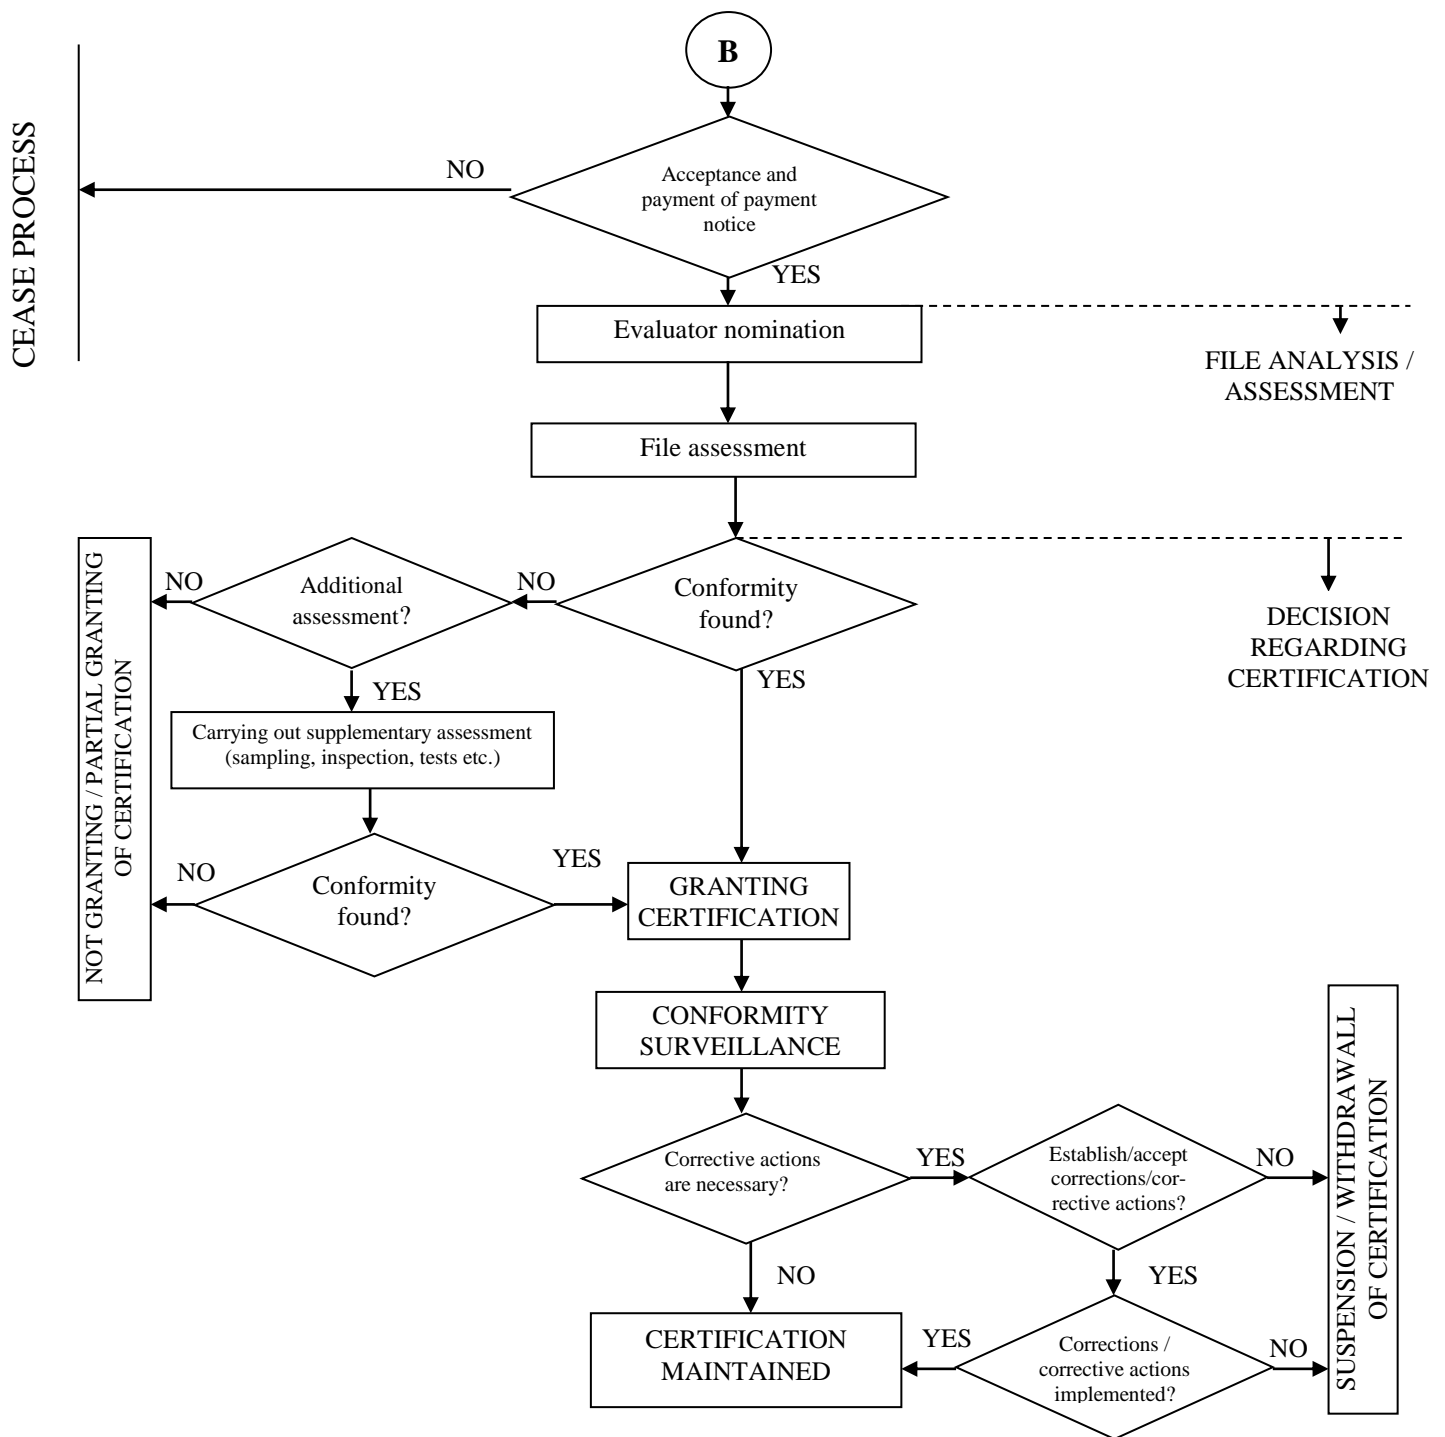 B
CEASE PROCESS
NO
Acceptance and
payment of payment
notice
YES
Evaluator nomination
FILE ANALYSIS /
ASSESSMENT
File assessment
NOT GRANTING / PARTIAL GRANTING
OF CERTIFICATION
NO
Additional
assessment?
NO
Conformity
found?
DECISION
REGARDING
CERTIFICATION
YES
YES
Carrying out supplementary assessment
(sampling, inspection, tests etc.)
NO
Conformity
found?
YES
GRANTING
CERTIFICATION
CONFORMITY
SURVEILLANCE
Corrective actions
are necessary?
YES
Establish/accept
corrections/cor-
rective actions?
NO
SUSPENSION / WITHDRAWALL
OF CERTIFICATION
NO
YES
CERTIFICATION
MAINTAINED
YES
Corrections /
corrective actions
implemented?
NO